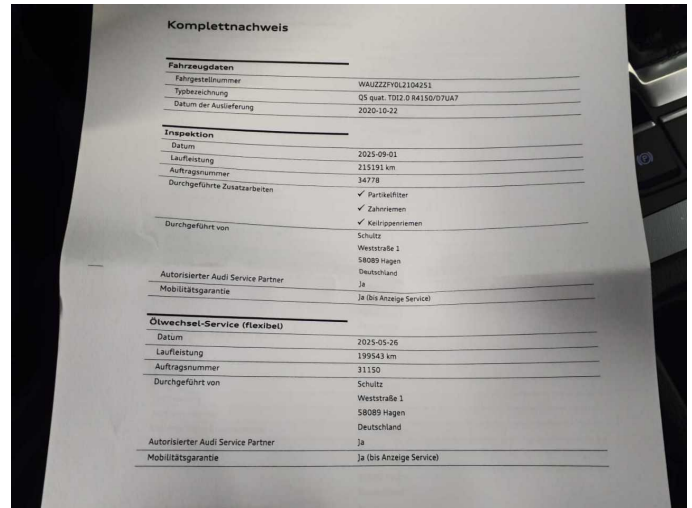 Komplettnachweis
Fahrzeugdaten
Fahrgestellnummer WAUZZZFY0L2104251
Typbezeichnung Q5 quat. TDI2.0 R4150/D7UA7
Datum der Auslieferung 2020-10-22
Inspektion
Datum 2025-09-01
Laufleistung 215191 km
Auftragsnummer 34778
Durchgeführte Zusatzarbeiten ✓ Partikelfilter
✓ Zahnriemen
✓ Keilrippenriemen
Durchgeführt von Schultz
Weststraße 1
58089 Hagen
Deutschland
Autorisierter Audi Service Partner Ja
Mobilitätsgarantie Ja (bis Anzeige Service)
Ölwechsel-Service (flexibel)
Datum 2025-05-26
Laufleistung 199543 km
Auftragsnummer 31150
Durchgeführt von Schultz
Weststraße 1
58089 Hagen
Deutschland
Autorisierter Audi Service Partner Ja
Mobilitätsgarantie Ja (bis Anzeige Service)